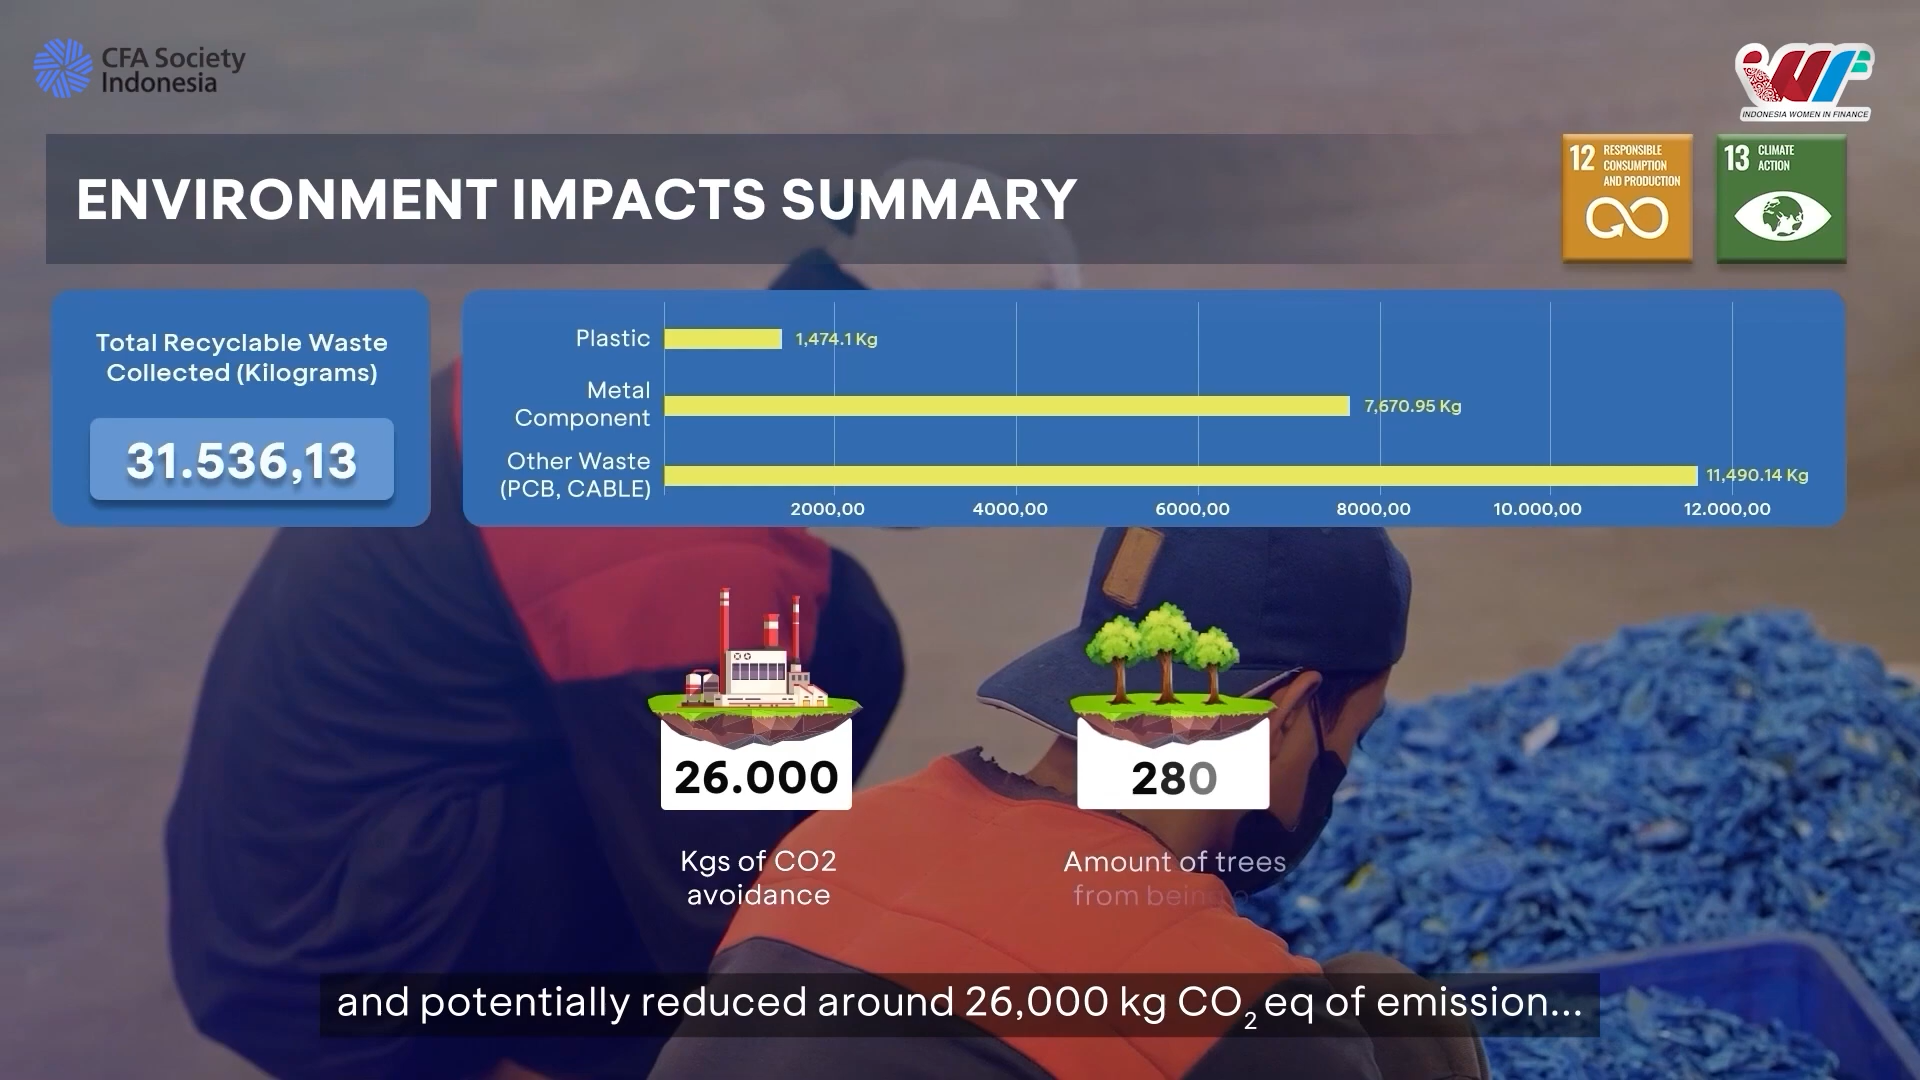 CFA Society
Indonesia
iWF
INDONESIA WOMEN IN FINANCE
ENVIRONMENT IMPACTS SUMMARY
12 RESPONSIBLE
CONSUMPTION
AND PRODUCTION
13 CLIMATE
ACTION
Total Recyclable Waste
Collected (Kilograms)
31.536,13
Plastic
1,474.1 Kg
Metal
Component
7,670.95 Kg
Other Waste
(PCB, CABLE)
11,490.14 Kg
2000,00 4000,00 6000,00 8000,00 10.000,00 12.000,00
26.000
Kgs of CO2
avoidance
280
Amount of trees
from being
and potentially reduced around 26,000 kg CO₂ eq of emission...